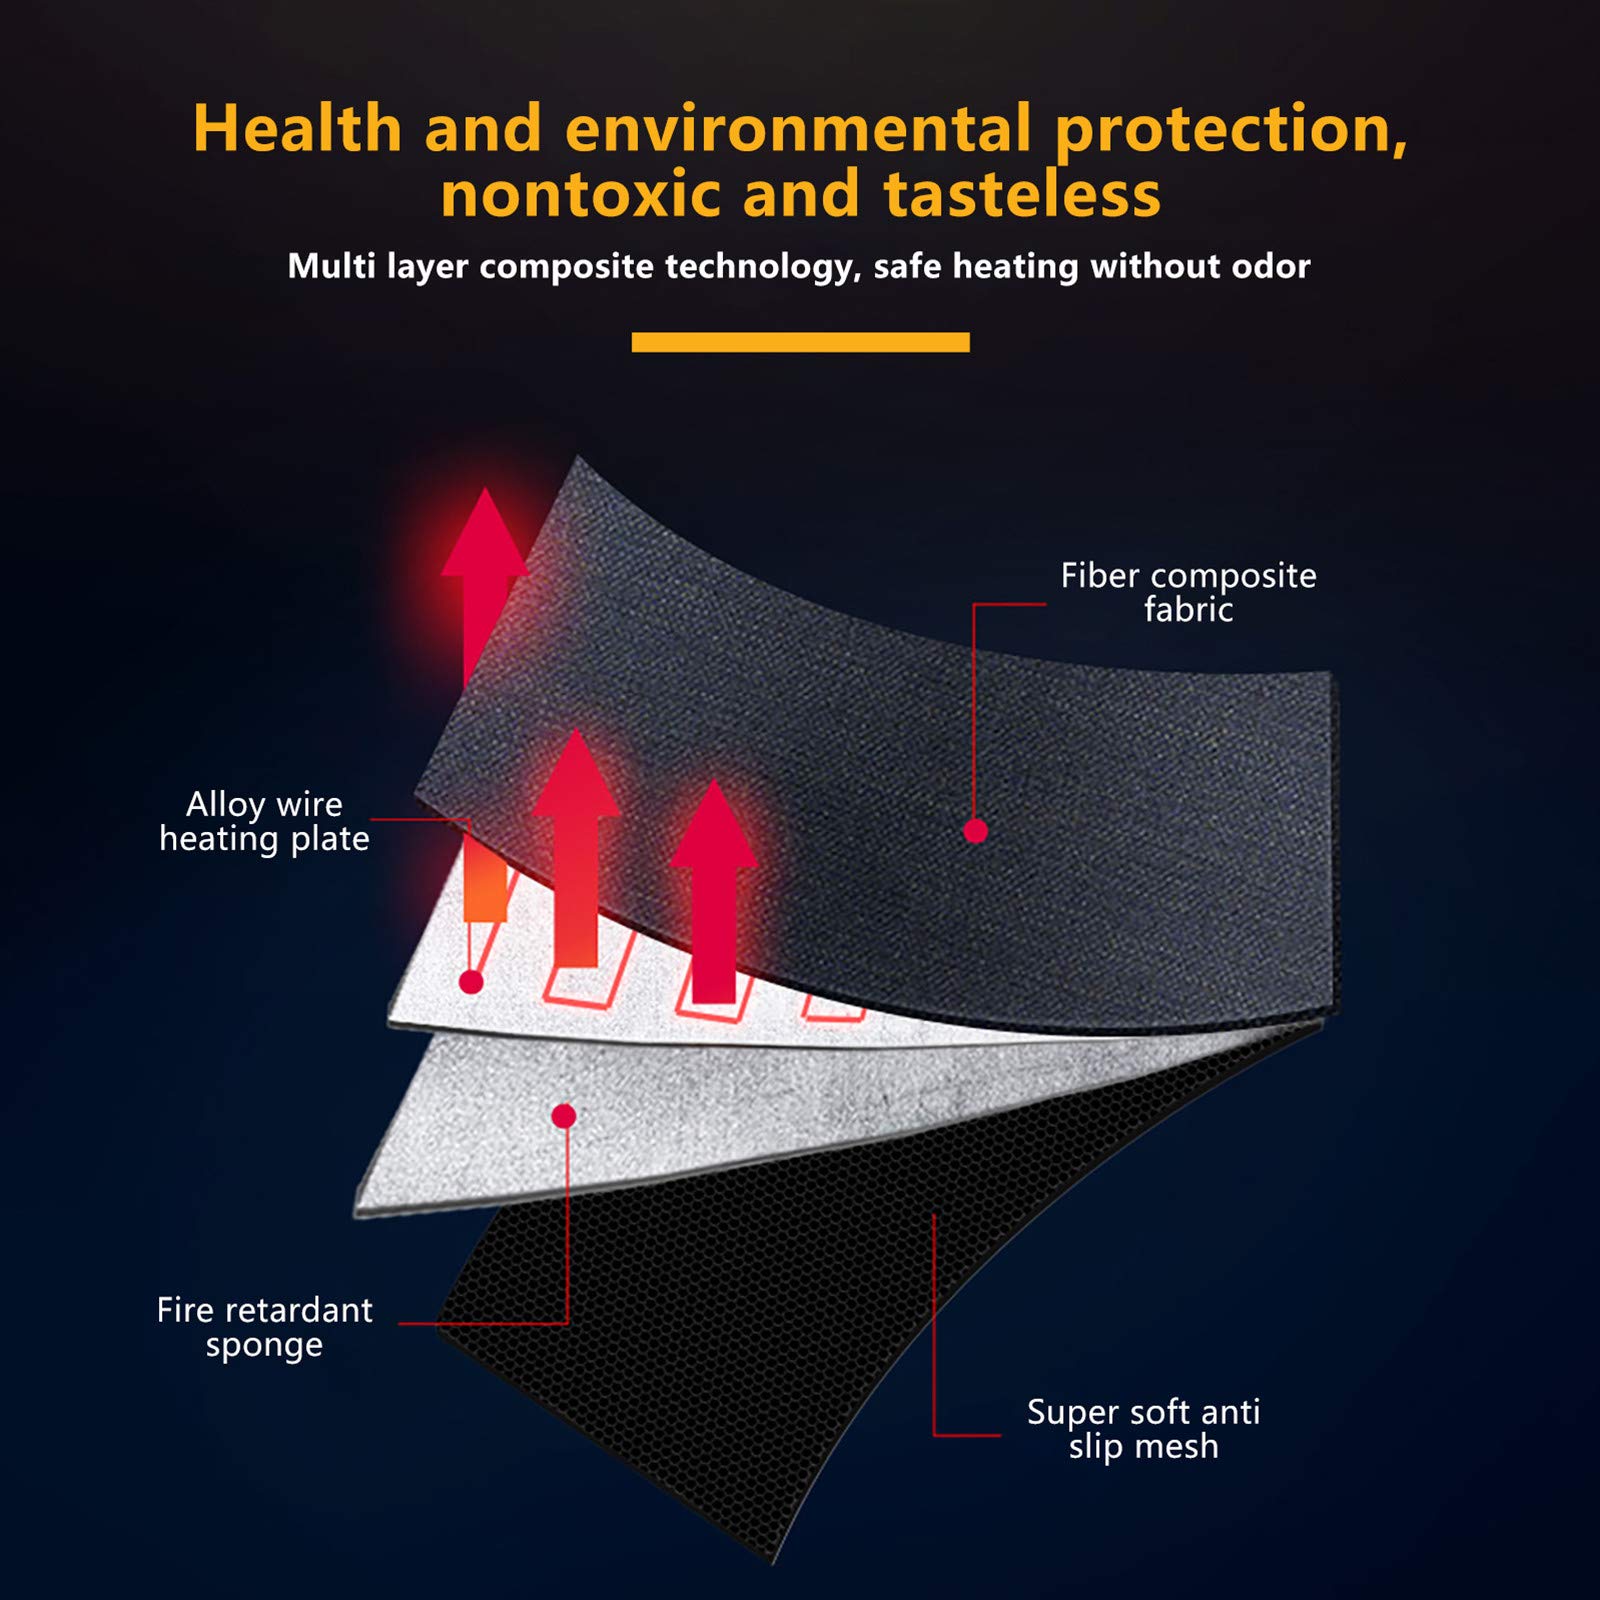 Health and environmental protection,
nontoxic and tasteless
Multi layer composite technology, safe heating without odor
Fiber composite
fabric
Alloy wire
heating plate
Fire retardant
sponge
Super soft anti
slip mesh